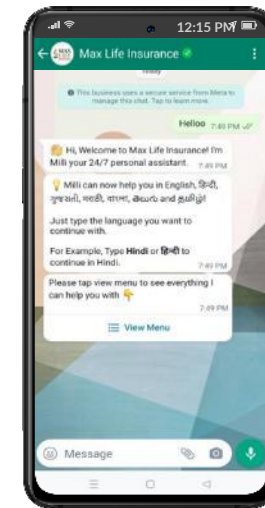 12:15 PM
MAX LIFE
Max Life Insurance
Today
This business uses a secure service from Meta to
manage this chat. Tap to learn more.
Helloo 7:49 PM
Hi, Welcome to Max Life Insurance! I'm
Milli your 24/7 personal assistant. 7:49 PM
Milli can now help you in English, हिन्दी,
ગુજરાતી, मराठी, বাংলা, తెలుగు and தமிழ்!
Just type the language you want to
continue with.
For Example, Type Hindi or हिन्दी to
continue in Hindi. 7:49 PM
Please tap view menu to see everything I
can help you with
7:49 PM
View Menu
Message